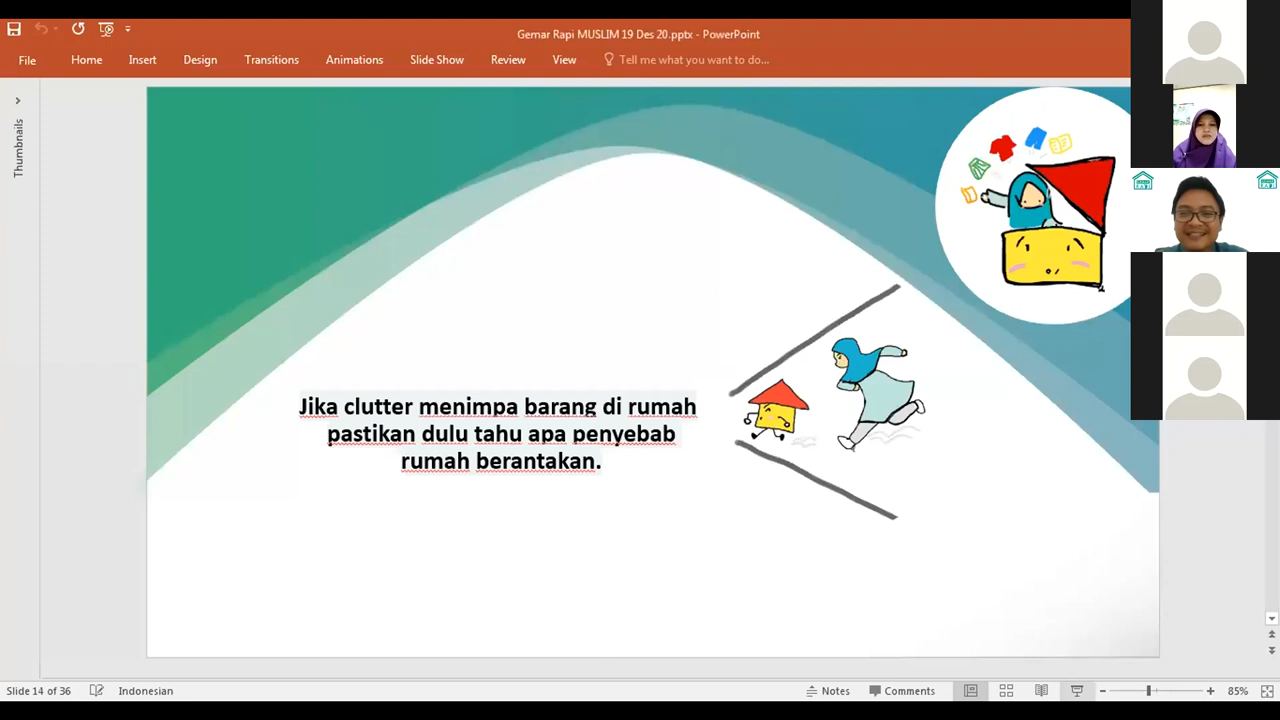 Gemar Rapi MUSLIM 19 Des 20.pptx - PowerPoint
File Home Insert Design Transitions Animations Slide Show Review View Tell me what you want to do...
Thumbnails
Jika clutter menimpa barang di rumah
pastikan dulu tahu apa penyebab
rumah berantakan.
Slide 14 of 36 Indonesian Notes Comments 85%